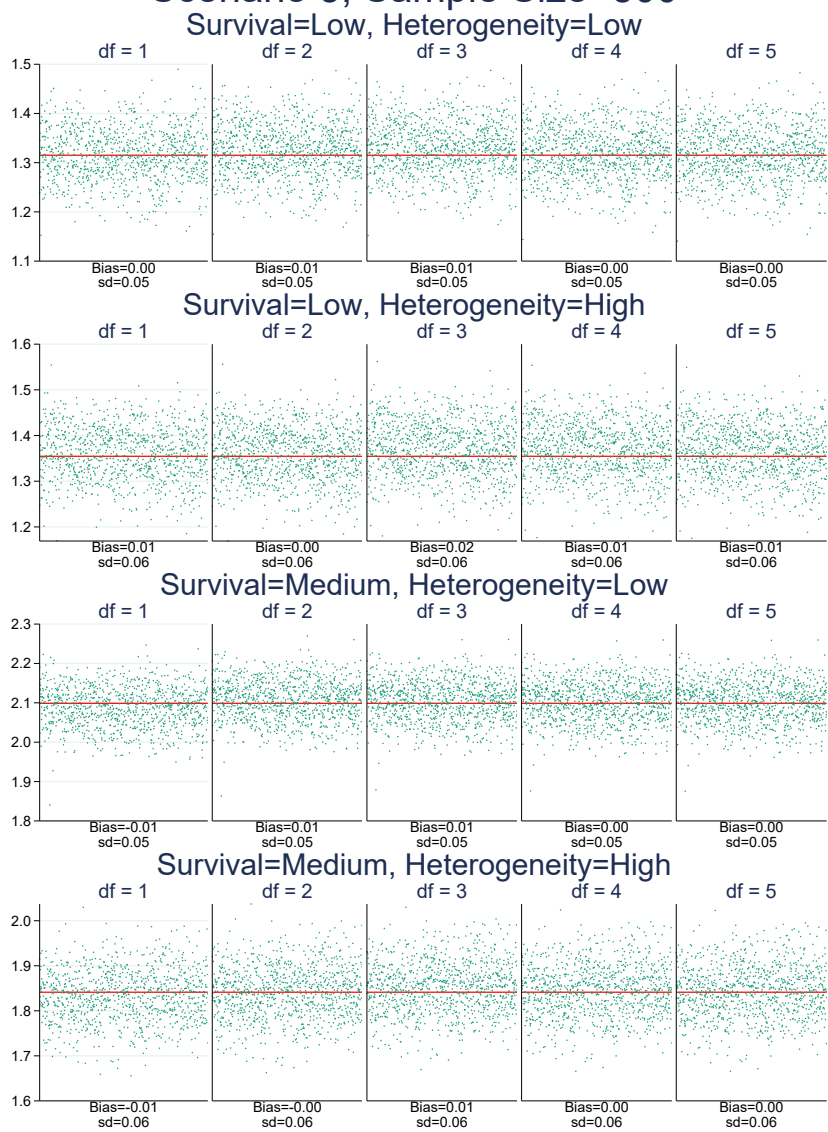 Survival=Low, Heterogeneity=Low
df = 1 df = 2 df = 3 df = 4 df = 5
1.5
1.4
1.3
1.2
1.1
Bias=0.00 Bias=0.01 Bias=0.01 Bias=0.00 Bias=0.00
sd=0.05 sd=0.05 sd=0.05 sd=0.05 sd=0.05
Survival=Low, Heterogeneity=High
df = 1 df = 2 df = 3 df = 4 df = 5
1.6
1.5
1.4
1.3
1.2
Bias=0.01 Bias=0.00 Bias=0.02 Bias=0.01 Bias=0.01
sd=0.06 sd=0.06 sd=0.06 sd=0.06 sd=0.06
Survival=Medium, Heterogeneity=Low
df = 1 df = 2 df = 3 df = 4 df = 5
2.3
2.2
2.1
2.0
1.9
1.8
Bias=-0.01 Bias=0.01 Bias=0.01 Bias=0.00 Bias=0.00
sd=0.05 sd=0.05 sd=0.05 sd=0.05 sd=0.05
Survival=Medium, Heterogeneity=High
df = 1 df = 2 df = 3 df = 4 df = 5
2.0
1.9
1.8
1.7
1.6
Bias=-0.01 Bias=-0.00 Bias=0.01 Bias=0.00 Bias=0.00
sd=0.06 sd=0.06 sd=0.06 sd=0.06 sd=0.06